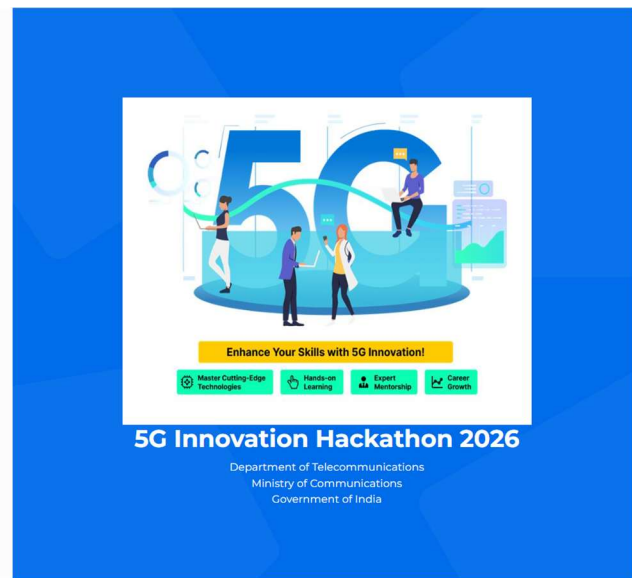 5G
Enhance Your Skills with 5G Innovation!
Master Cutting-Edge
Technologies
Hands-on
Learning
Expert
Mentorship
Career
Growth
5G Innovation Hackathon 2026
Department of Telecommunications
Ministry of Communications
Government of India